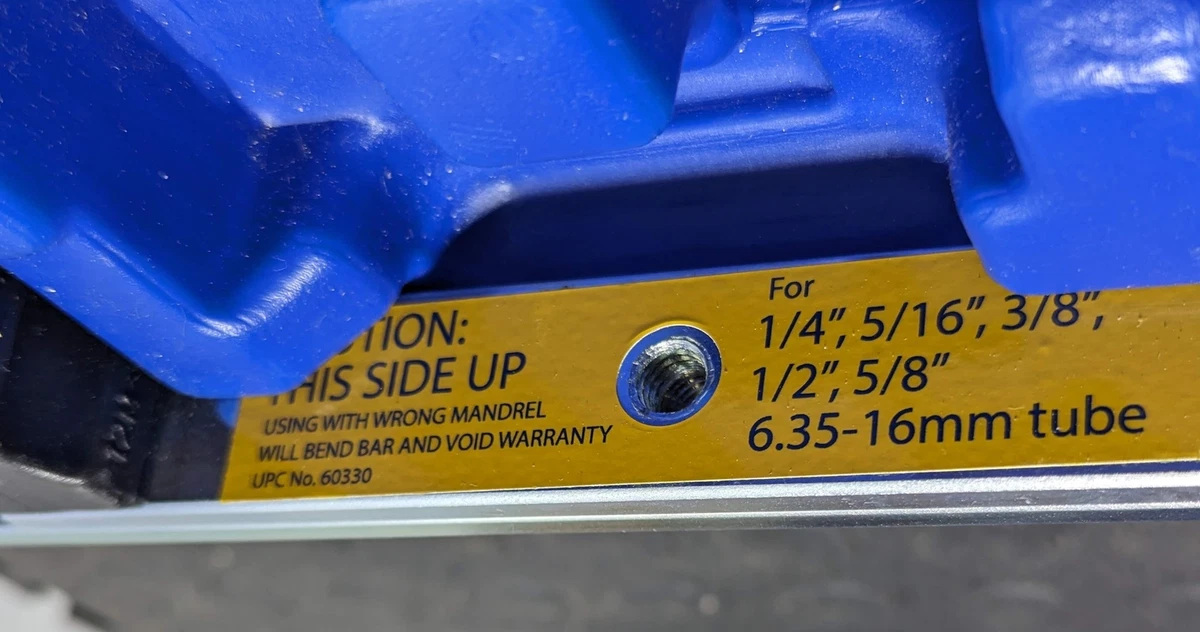 TION:
THIS SIDE UP
USING WITH WRONG MANDREL
WILL BEND BAR AND VOID WARRANTY
UPC No. 60330
For
1/4”, 5/16”, 3/8”,
1/2”, 5/8”
6.35-16mm tube